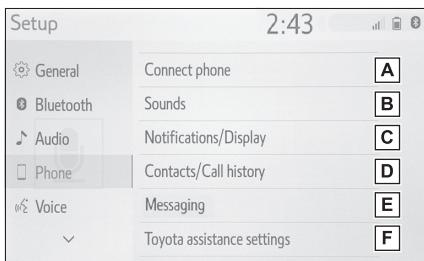 Setup 2:43
General
Bluetooth
Audio
Phone
Voice
Connect phone A
Sounds B
Notifications/Display C
Contacts/Call history D
Messaging E
Toyota assistance settings F